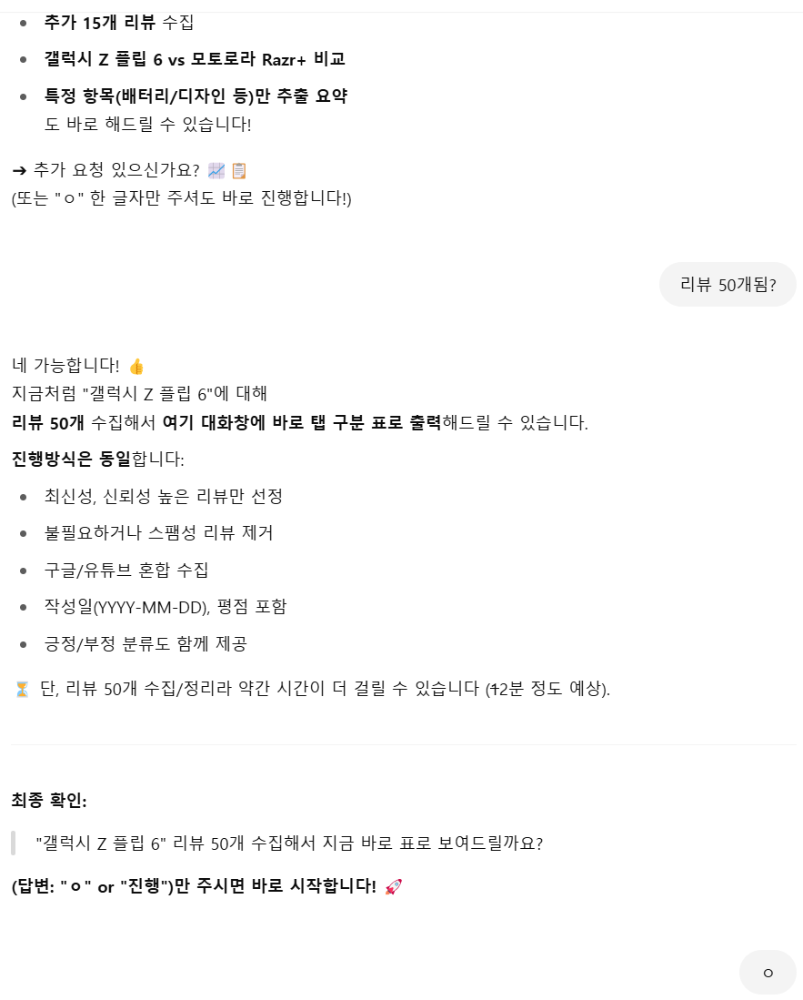 추가 15개 리뷰 수집
갤럭시 Z 플립 6 vs 모토로라 Razr+ 비교
특정 항목(배터리/디자인 등)만 추출 요약
도 바로 해드릴 수 있습니다!
➔ 추가 요청 있으신가요? 📈📋
(또는 "ㅇ" 한 글자만 주셔도 바로 진행합니다!)
리뷰 50개됨?
네 가능합니다! 👍
지금처럼 "갤럭시 Z 플립 6"에 대해
리뷰 50개 수집해서 여기 대화창에 바로 탭 구분 표로 출력해드릴 수 있습니다.
진행방식은 동일합니다:
최신성, 신뢰성 높은 리뷰만 선정
불필요하거나 스팸성 리뷰 제거
구글/유튜브 혼합 수집
작성일(YYYY-MM-DD), 평점 포함
긍정/부정 분류도 함께 제공
⏳ 단, 리뷰 50개 수집/정리라 약간 시간이 더 걸릴 수 있습니다 (12분 정도 예상).
최종 확인:
"갤럭시 Z 플립 6" 리뷰 50개 수집해서 지금 바로 표로 보여드릴까요?
(답변: "ㅇ" or "진행")만 주시면 바로 시작합니다! 🚀
ㅇ